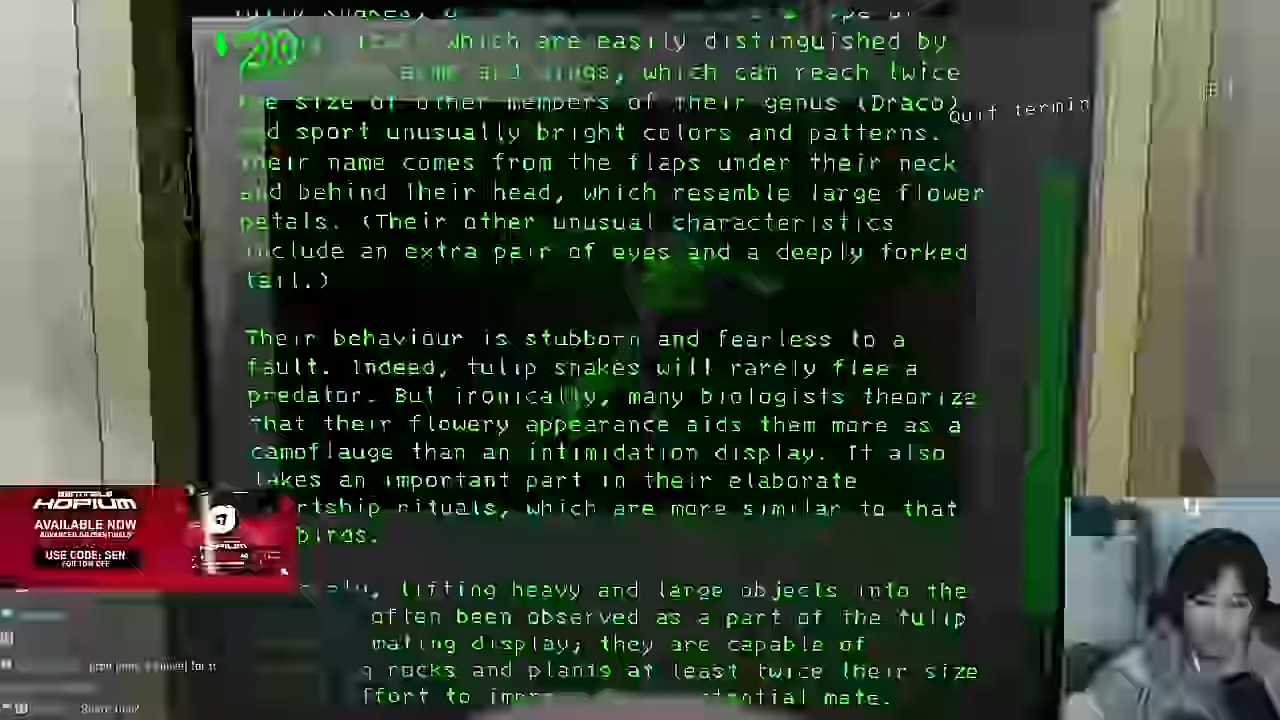 20
which are easily distinguished by
and wings, which can reach twice
size of other members of their genus (Draco)
Quit termin
sport unusually bright colors and patterns.
Their name comes from the flaps under their neck
and behind their head, which resemble large flower
petals. (Their other unusual characteristics
include an extra pair of eyes and a deeply forked
tail.)
Their behaviour is stubborn and fearless to a
fault. Indeed, tulip snakes will rarely flee a
predator. But ironically, many biologists theorize
that their flowery appearance aids them more as a
camoflauge than an intimidation display. It also
takes an important part in their elaborate
rtship rituals, which are more similar to that
birds.
lifting heavy and large objects into the
often been observed as a part of the tulip
mating display; they are capable of
rocks and plants at least twice their size
mate.
HOPIUM
AVAILABLE NOW
USE CODE: SEN